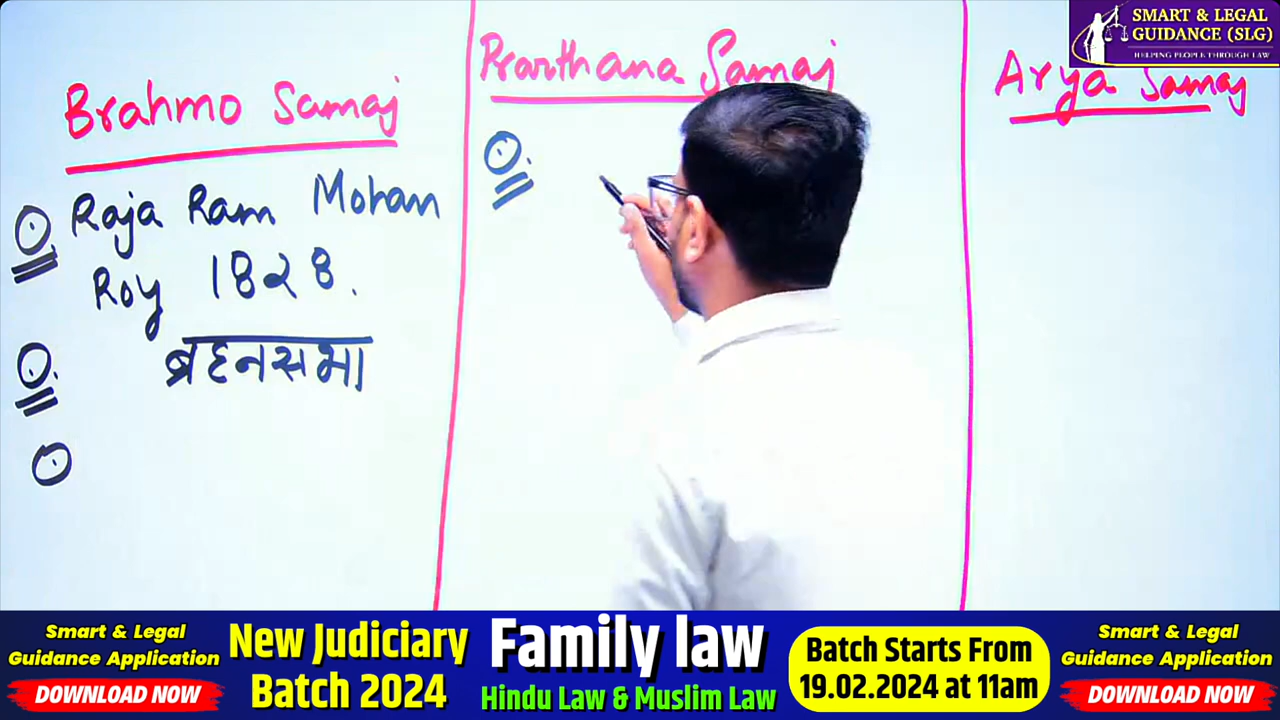 SMART & LEGAL
GUIDANCE (SLG)
HELPING PEOPLE THROUGH LAW
Brahmo Samaj
Prarthana Samaj
Arya Samaj
Raja Ram Mohan
Roy 1828.
ब्रहनसभा
Smart & Legal
Guidance Application
DOWNLOAD NOW
New Judiciary
Batch 2024
Family law
Hindu Law & Muslim Law
Batch Starts From
19.02.2024 at 11am
Smart & Legal
Guidance Application
DOWNLOAD NOW